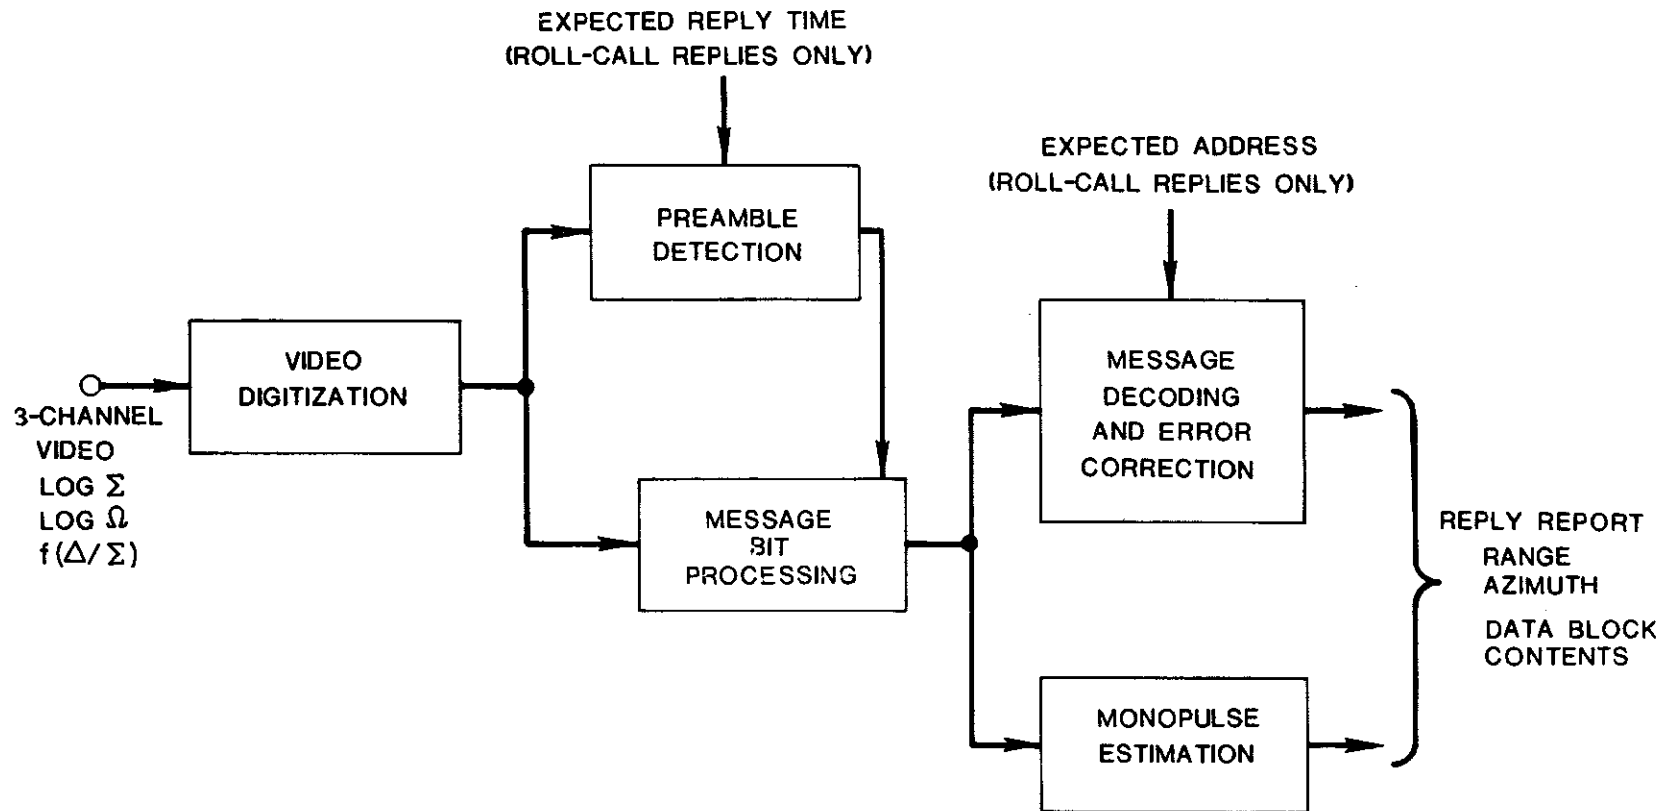 EXPECTED REPLY TIME
(ROLL-CALL REPLIES ONLY)
EXPECTED ADDRESS
(ROLL-CALL REPLIES ONLY)
PREAMBLE
DETECTION
VIDEO
DIGITIZATION
3-CHANNEL
VIDEO
LOG Σ
LOG Ω
f(Δ/Σ)
MESSAGE
BIT
PROCESSING
MESSAGE
DECODING
AND ERROR
CORRECTION
MONOPULSE
ESTIMATION
REPLY REPORT
RANGE
AZIMUTH
DATA BLOCK
CONTENTS